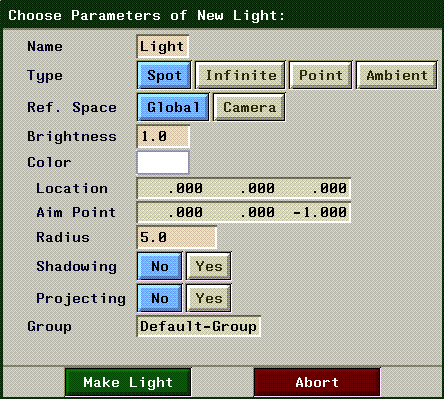 Choose Parameters of New Light:
Name Light
Type Spot Infinite Point Ambient
Ref. Space Global Camera
Brightness 1.0
Color
Location .000 .000 .000
Aim Point .000 .000 -1.000
Radius 5.0
Shadowing No Yes
Projecting No Yes
Group Default-Group
Make Light Abort